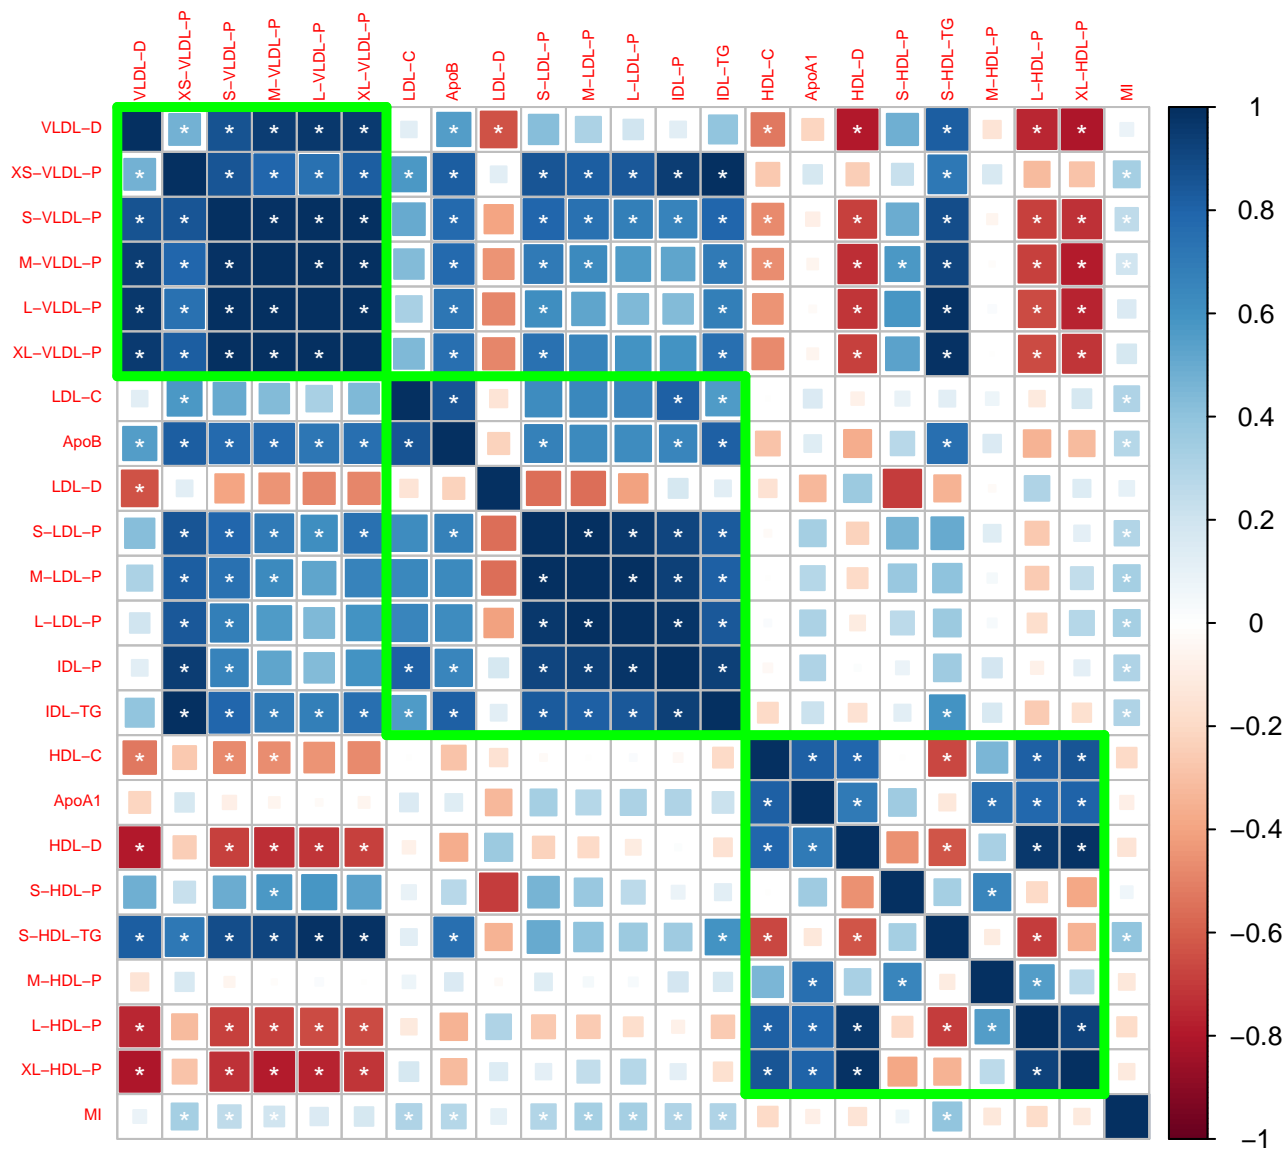 VLDL−D
XS−VLDL−P
S−VLDL−P
M−VLDL−P
L−VLDL−P
XL−VLDL−P
LDL−C
ApoB
LDL−D
S−LDL−P
M−LDL−P
L−LDL−P
IDL−P
IDL−TG
HDL−C
ApoA1
HDL−D
S−HDL−P
S−HDL−TG
M−HDL−P
L−HDL−P
XL−HDL−P
MI
VLDL−D
XS−VLDL−P
S−VLDL−P
M−VLDL−P
L−VLDL−P
XL−VLDL−P
LDL−C
ApoB
LDL−D
S−LDL−P
M−LDL−P
L−LDL−P
IDL−P
IDL−TG
HDL−C
ApoA1
HDL−D
S−HDL−P
S−HDL−TG
M−HDL−P
L−HDL−P
XL−HDL−P
MI
1
0.8
0.6
0.4
0.2
0
−0.2
−0.4
−0.6
−0.8
−1